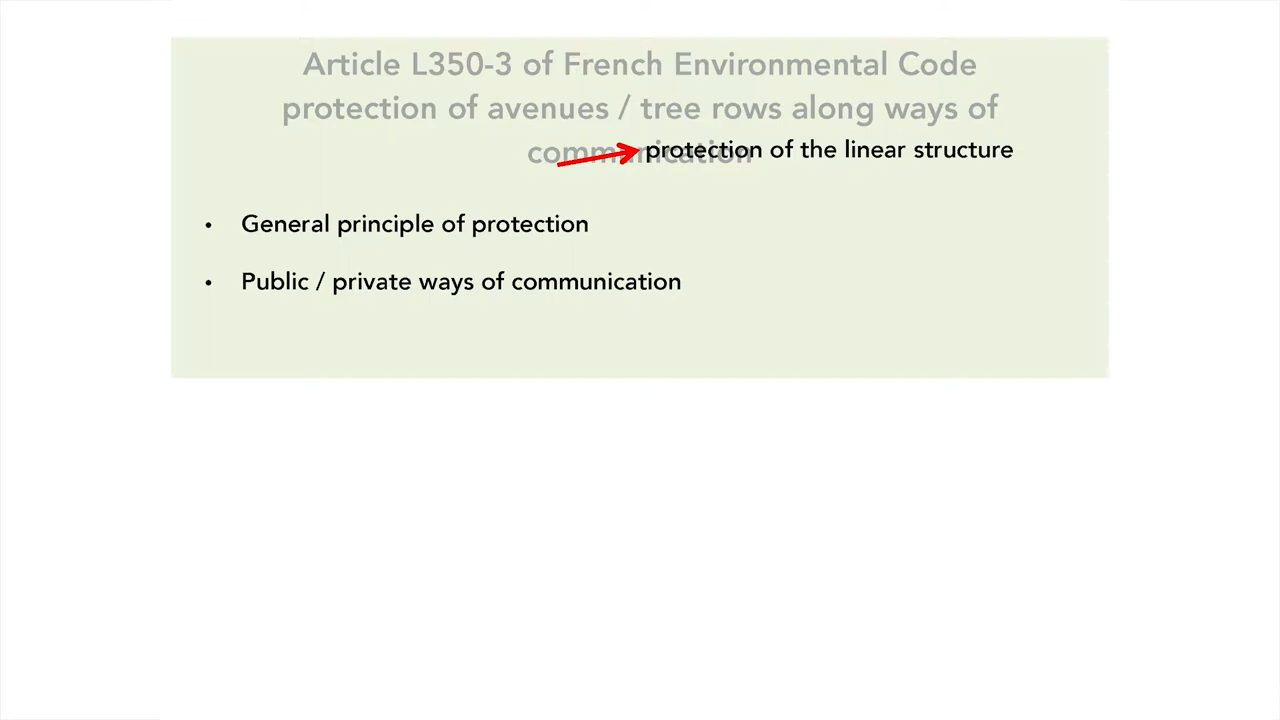 Article L350-3 of French Environmental Code
protection of avenues / tree rows along ways of
communication
protection of the linear structure
• General principle of protection
• Public / private ways of communication